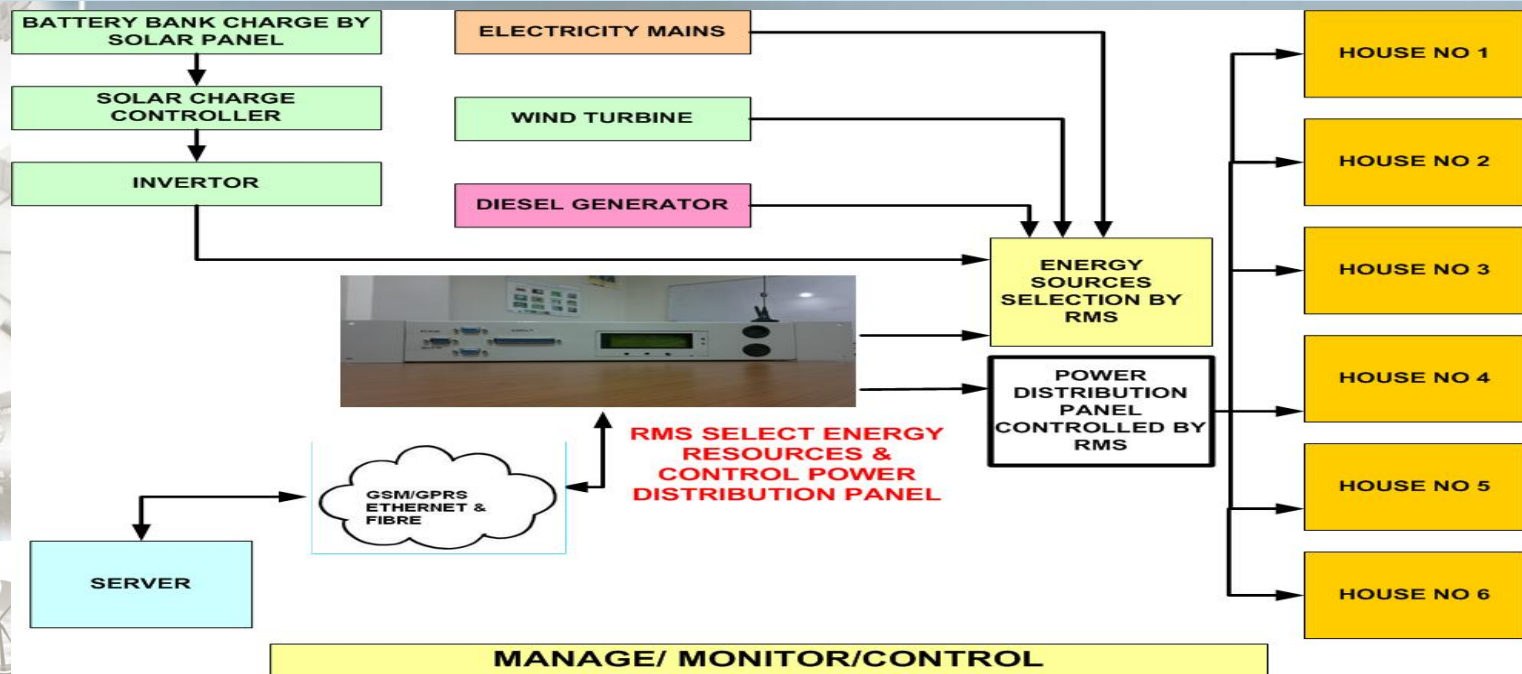 BATTERY BANK CHARGE BY
SOLAR PANEL
SOLAR CHARGE
CONTROLLER
INVERTOR
ELECTRICITY MAINS
WIND TURBINE
DIESEL GENERATOR
ENERGY
SOURCES
SELECTION BY
RMS
POWER
DISTRIBUTION
PANEL
CONTROLLED BY
RMS
RMS SELECT ENERGY
RESOURCES &
CONTROL POWER
DISTRIBUTION PANEL
GSM/GPRS
ETHERNET &
FIBRE
SERVER
HOUSE NO 1
HOUSE NO 2
HOUSE NO 3
HOUSE NO 4
HOUSE NO 5
HOUSE NO 6
MANAGE/ MONITOR/CONTROL